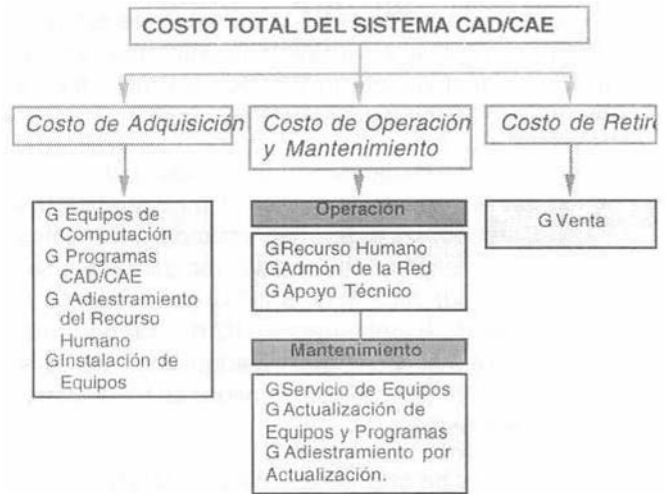 COSTO TOTAL DEL SISTEMA CAD/CAE
Costo de Adquisición
Costo de Operación
y Mantenimiento
Costo de Retir
G Equipos de
Computación
G Programas
CAD/CAE
G Adiestramiento
del Recurso
Humano
GInstalación de
Equipos
Operación
GRecurso Humano
GAdmón de la Red
G Apoyo Técnico
Mantenimiento
GServicio de Equipos
G Actualización de
Equipos y Programas
G Adiestramiento por
Actualización.
G Venta